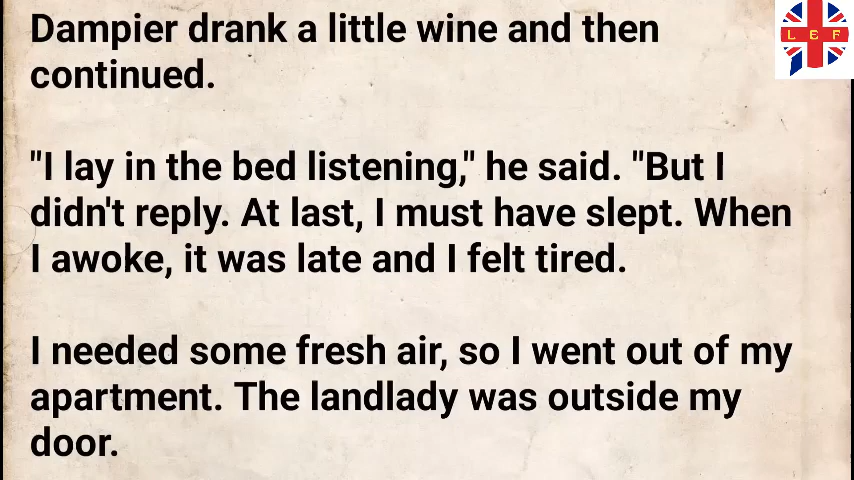 Dampier drank a little wine and then
continued.
"I lay in the bed listening," he said. "But I
didn't reply. At last, I must have slept. When
I awoke, it was late and I felt tired.
I needed some fresh air, so I went out of my
apartment. The landlady was outside my
door.
L E F